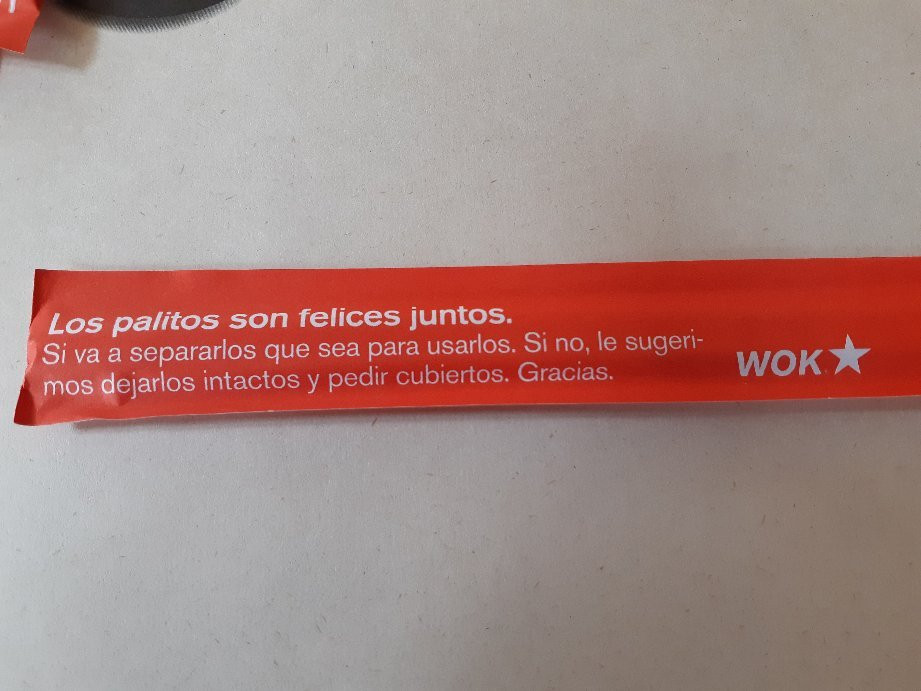 Los palitos son felices juntos.
Si va a separarlos que sea para usarlos. Si no, le sugeri-
mos dejarlos intactos y pedir cubiertos. Gracias.
WOK★